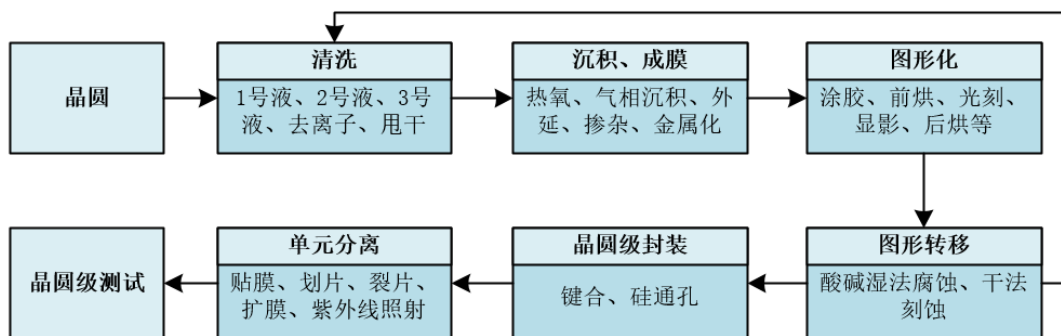 晶圆
清洗
1号液、2号液、3号
液、去离子、甩干
沉积、成膜
热氧、气相沉积、外
延、掺杂、金属化
图形化
涂胶、前烘、光刻、
显影、后烘等
图形转移
酸碱湿法腐蚀、干法
刻蚀
晶圆级封装
键合、硅通孔
单元分离
贴膜、划片、裂片、
扩膜、紫外线照射
晶圆级测试